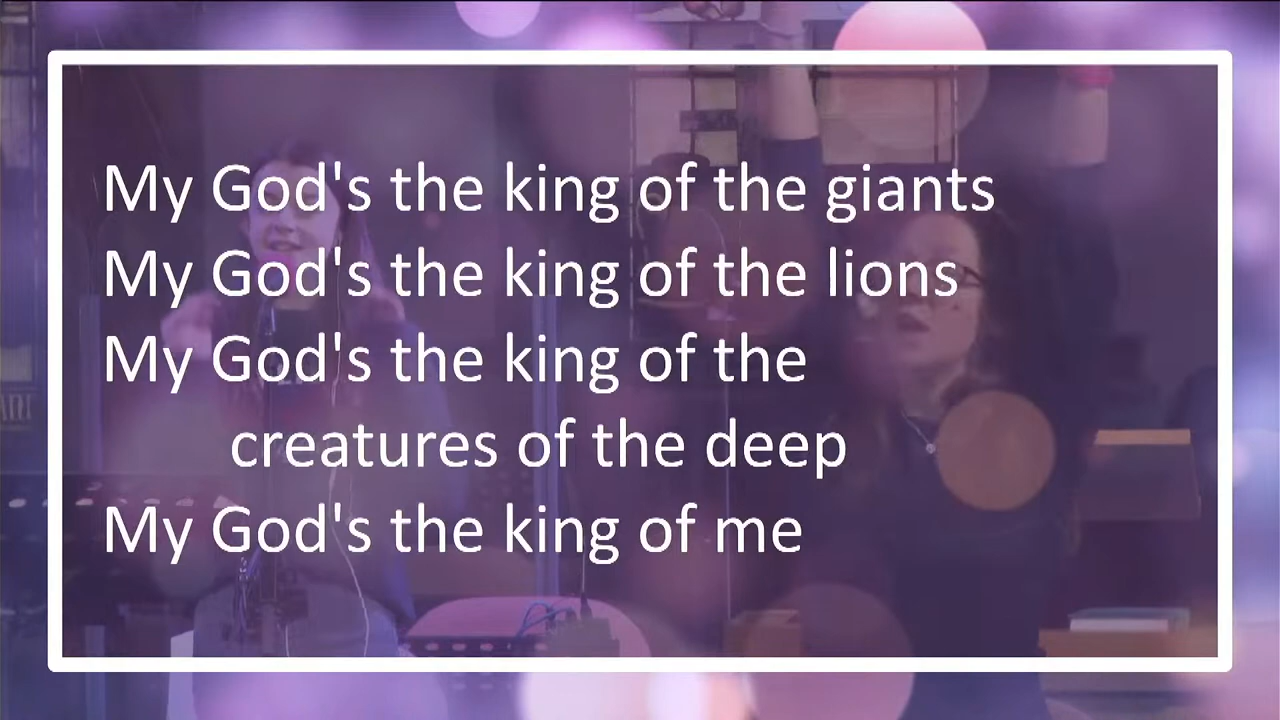 My God's the king of the giants
My God's the king of the lions
My God's the king of the
creatures of the deep
My God's the king of me